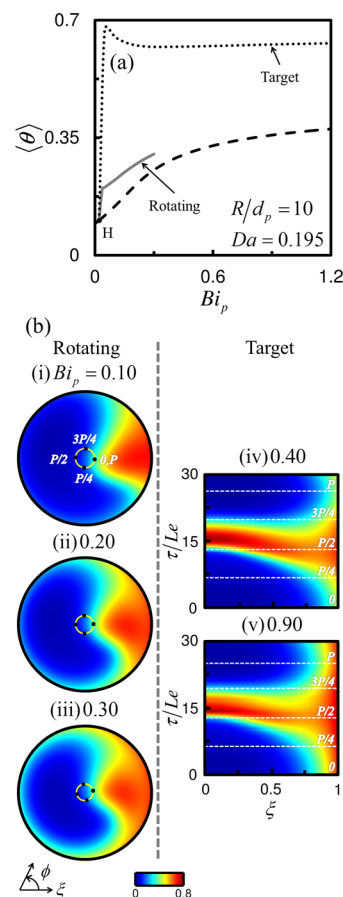 0.7
(a)
Target
⟨θ⟩
0.35
Rotating
H
R/d_p = 10
Da = 0.195
0
0
0.6
1.2
Bi_p
(b)
Rotating
Target
(i) Bi_p = 0.10
3P/4
P/2
0,P
P/4
(iv) 0.40
30
P
3P/4
τ/Le
15
P/2
P/4
0
0
(ii) 0.20
(v) 0.90
30
P
3P/4
τ/Le
15
P/2
P/4
0
0
0
0.5
1
ξ
(iii) 0.30
ϕ
ξ
0
0.8